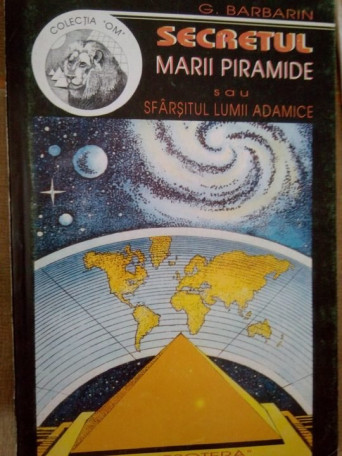 G. BARBARIN
COLECȚIA "OM"
SECRETUL
MARII PIRAMIDE
sau
SFÂRȘITUL LUMII ADAMICE